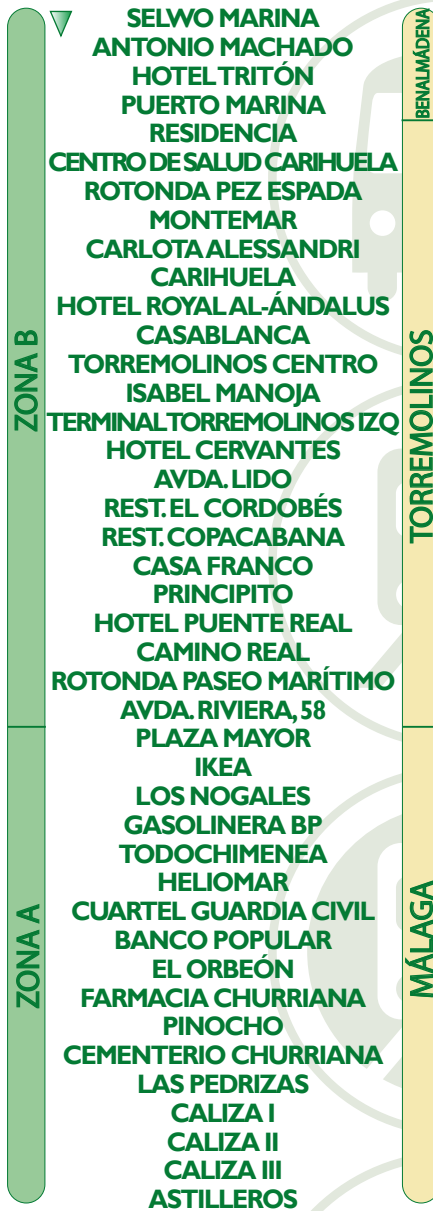 SELWO MARINA
ANTONIO MACHADO
HOTEL TRITÓN
PUERTO MARINA
RESIDENCIA
CENTRO DE SALUD CARIHUELA
ROTONDA PEZ ESPADA
MONTEMAR
CARLOTA ALESSANDRI
CARIHUELA
HOTEL ROYAL AL-ÁNDALUS
CASABLANCA
TORREMOLINOS CENTRO
ISABEL MANOJA
TERMINAL TORREMOLINOS IZQ
HOTEL CERVANTES
AVDA. LIDO
REST. EL CORDOBÉS
REST. COPACABANA
CASA FRANCO
PRINCIPITO
HOTEL PUENTE REAL
CAMINO REAL
ROTONDA PASEO MARÍTIMO
AVDA. RIVIERA, 58
PLAZA MAYOR
IKEA
LOS NOGALES
GASOLINERA BP
TODOCHIMENEA
HELIOMAR
CUARTEL GUARDIA CIVIL
BANCO POPULAR
EL ORBEÓN
FARMACIA CHURRIANA
PINOCHO
CEMENTERIO CHURRIANA
LAS PEDRIZAS
CALIZA I
CALIZA II
CALIZA III
ASTILLEROS
ZONA B
ZONA A
BENALMÁDENA
TORREMOLINOS
MÁLAGA